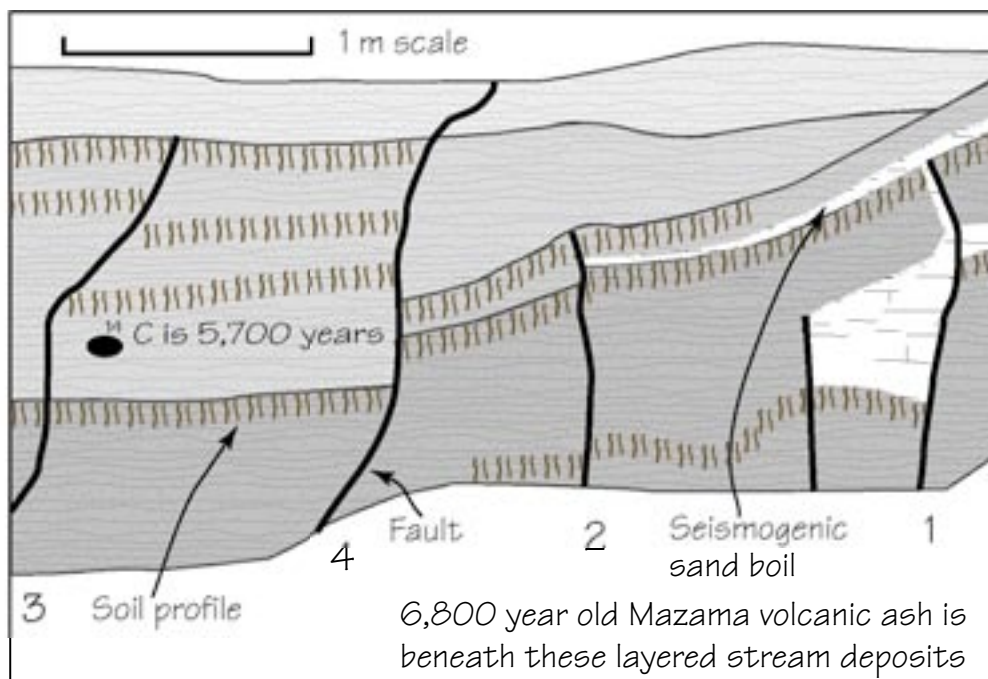 1 m scale
14 C is 5,700 years
Fault
4
2
Seismogenic
sand boil
1
3
Soil profile
6,800 year old Mazama volcanic ash is
beneath these layered stream deposits